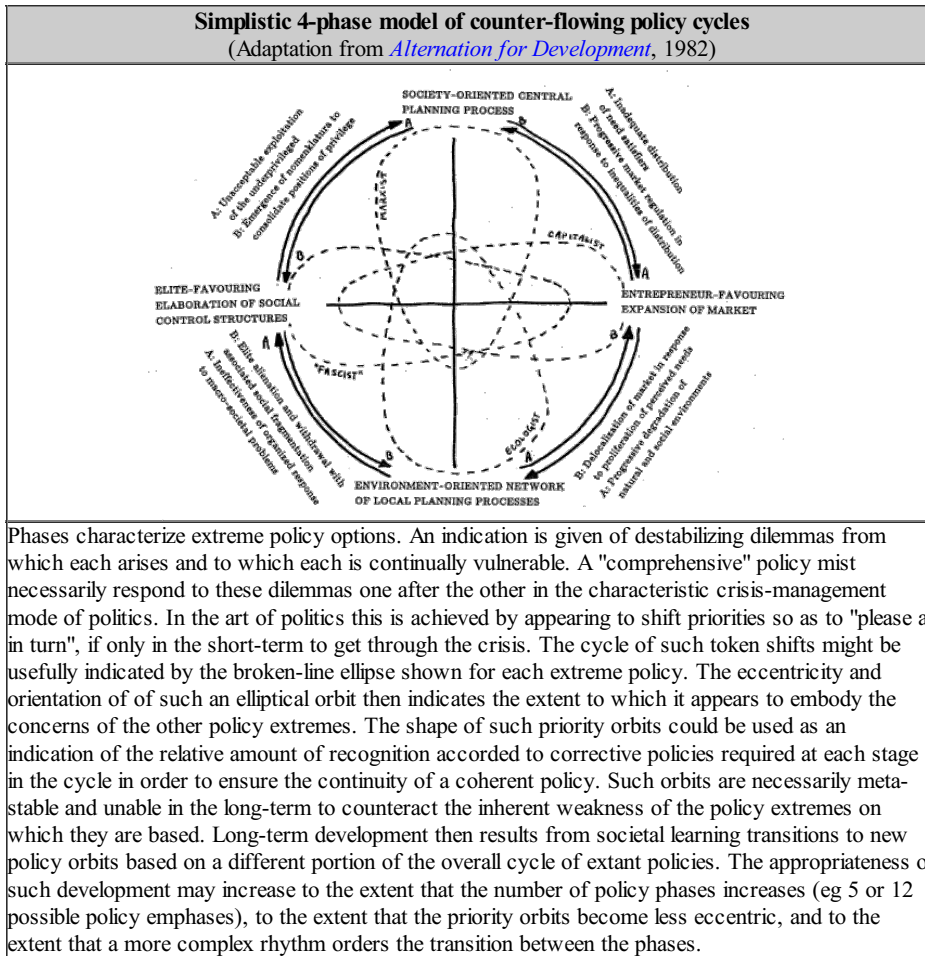 Simplistic 4-phase model of counter-flowing policy cycles
(Adaptation from Alternation for Development, 1982)
SOCIETY-ORIENTED CENTRAL
PLANNING PROCESS
A: Unacceptable exploitation
of the underprivileged
B: Emergence of nomenklatura to
consolidate positions of privilege
A
B
A: Inadequate distribution
of need satisfiers
B: Progressive market regulation in
response to inequalities of distribution
MARXIST
CAPITALIST
B
A
ELITE-FAVOURING
ELABORATION OF SOCIAL
CONTROL STRUCTURES
ENTREPRENEUR-FAVOURING
EXPANSION OF MARKET
A
B
"FASCIST"
ECOLOGIST
B: Elite alienation and withdrawal with
associated social fragmentation
A: Ineffectiveness of organized response
to macro-societal problems
B: Delocalization of market in response
to proliferation of perceived needs
A: Progressive degradation of
natural and social environments
B
A
ENVIRONMENT-ORIENTED NETWORK
OF LOCAL PLANNING PROCESSES
Phases characterize extreme policy options. An indication is given of destabilizing dilemmas from
which each arises and to which each is continually vulnerable. A "comprehensive" policy mist
necessarily respond to these dilemmas one after the other in the characteristic crisis-management
mode of politics. In the art of politics this is achieved by appearing to shift priorities so as to "please a
in turn", if only in the short-term to get through the crisis. The cycle of such token shifts might be
usefully indicated by the broken-line ellipse shown for each extreme policy. The eccentricity and
orientation of of such an elliptical orbit then indicates the extent to which it appears to embody the
concerns of the other policy extremes. The shape of such priority orbits could be used as an
indication of the relative amount of recognition accorded to corrective policies required at each stage
in the cycle in order to ensure the continuity of a coherent policy. Such orbits are necessarily meta-
stable and unable in the long-term to counteract the inherent weakness of the policy extremes on
which they are based. Long-term development then results from societal learning transitions to new
policy orbits based on a different portion of the overall cycle of extant policies. The appropriateness o
such development may increase to the extent that the number of policy phases increases (eg 5 or 12
possible policy emphases), to the extent that the priority orbits become less eccentric, and to the
extent that a more complex rhythm orders the transition between the phases.